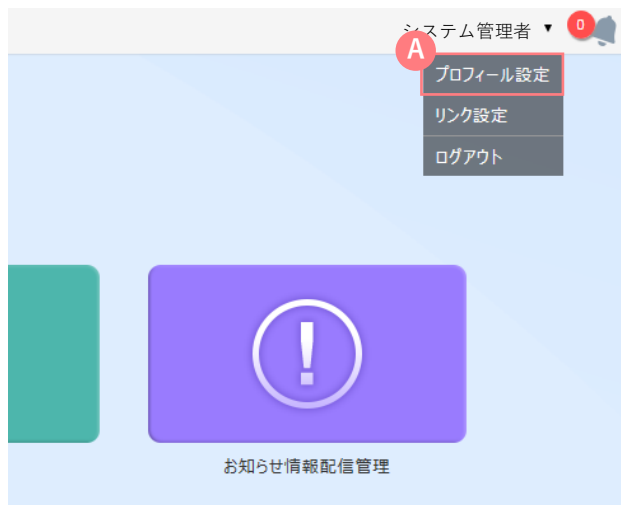 システム管理者 ▼ 0
A
プロフィール設定
リンク設定
ログアウト
お知らせ情報配信管理